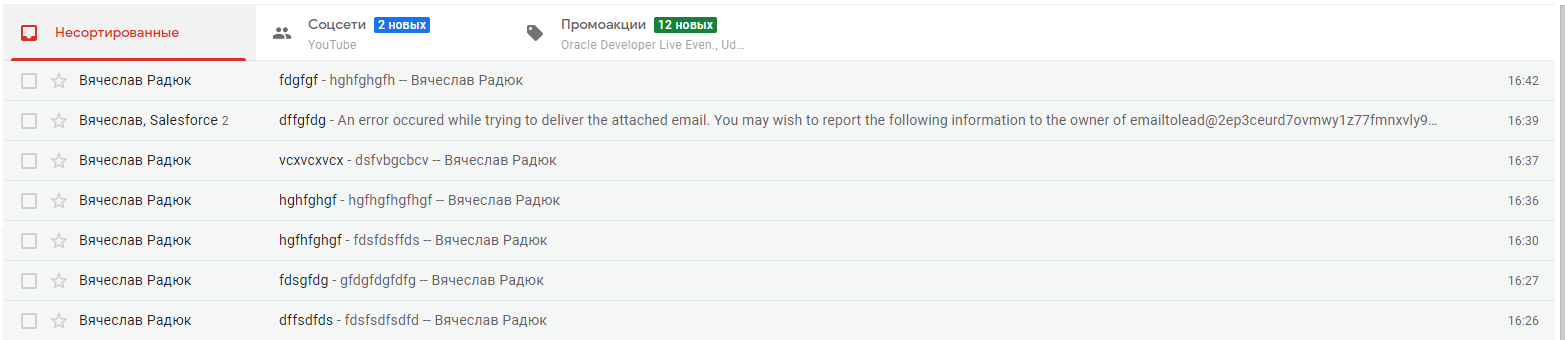 Несортированные
Соцсети 2 новых
YouTube
Промоакции 12 новых
Oracle Developer Live Even., Ud…
Вячеслав Радюк fdgfgf - hghfghgfh -- Вячеслав Радюк 16:42
Вячеслав, Salesforce 2 dffgfdg - An error occured while trying to deliver the attached email. You may wish to report the following information to the owner of emailtolead@2ep3ceurd7ovmwy1z77fmnxvly9… 16:39
Вячеслав Радюк vcxvcxvcx - dsfvbgcbcv -- Вячеслав Радюк 16:37
Вячеслав Радюк hghfghgf - hgfhgfhgfhgf -- Вячеслав Радюк 16:36
Вячеслав Радюк hgfhfghgf - fdsfdsffds -- Вячеслав Радюк 16:30
Вячеслав Радюк fdsgfdg - gfdgfdgfdfg -- Вячеслав Радюк 16:27
Вячеслав Радюк dffsdfds - fdsfsdfsdfd -- Вячеслав Радюк 16:26